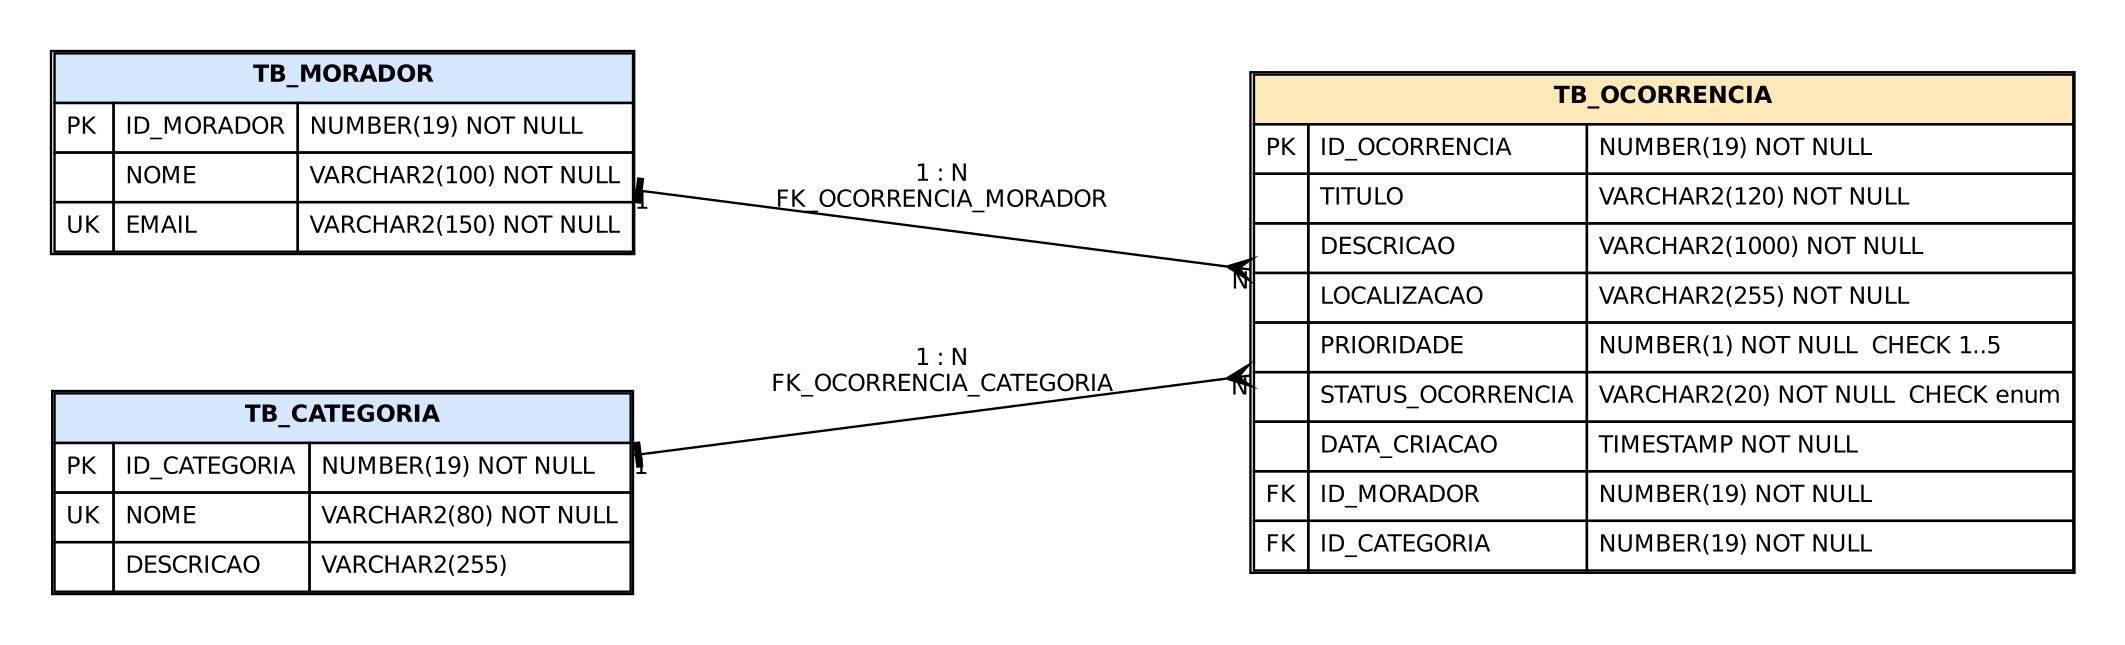 TB_MORADOR
PK ID_MORADOR NUMBER(19) NOT NULL
NOME VARCHAR2(100) NOT NULL
UK EMAIL VARCHAR2(150) NOT NULL
1
1 : N
FK_OCORRENCIA_MORADOR
N
TB_CATEGORIA
PK ID_CATEGORIA NUMBER(19) NOT NULL
UK NOME VARCHAR2(80) NOT NULL
DESCRICAO VARCHAR2(255)
1
1 : N
FK_OCORRENCIA_CATEGORIA
N
TB_OCORRENCIA
PK ID_OCORRENCIA NUMBER(19) NOT NULL
TITULO VARCHAR2(120) NOT NULL
DESCRICAO VARCHAR2(1000) NOT NULL
LOCALIZACAO VARCHAR2(255) NOT NULL
PRIORIDADE NUMBER(1) NOT NULL CHECK 1..5
STATUS_OCORRENCIA VARCHAR2(20) NOT NULL CHECK enum
DATA_CRIACAO TIMESTAMP NOT NULL
FK ID_MORADOR NUMBER(19) NOT NULL
FK ID_CATEGORIA NUMBER(19) NOT NULL